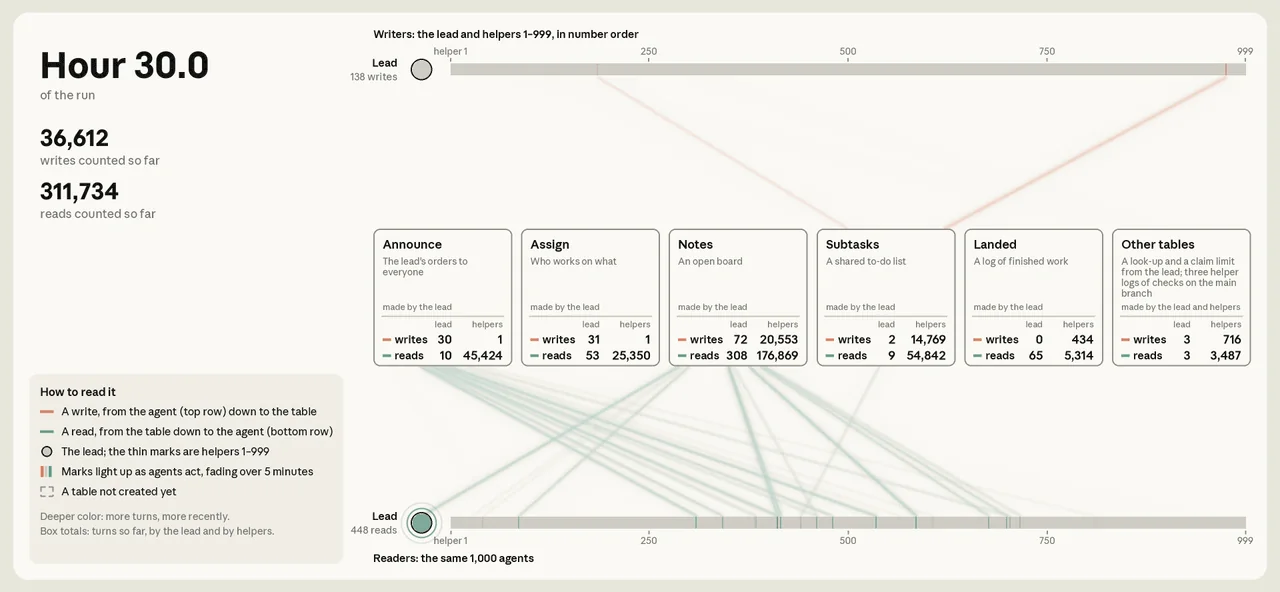 Hour 30.0
of the run
36,612
writes counted so far
311,734
reads counted so far
Writers: the lead and helpers 1–999, in number order
helper 1
250
500
750
999
Lead
138 writes
Announce
The lead's orders to
everyone
made by the lead
lead helpers
writes 30 1
reads 10 45,424
Assign
Who works on what
made by the lead
lead helpers
writes 31 1
reads 53 25,350
Notes
An open board
made by the lead
lead helpers
writes 72 20,553
reads 308 176,869
Subtasks
A shared to-do list
made by the lead
lead helpers
writes 2 14,769
reads 9 54,842
Landed
A log of finished work
made by the lead
lead helpers
writes 0 434
reads 65 5,314
Other tables
A look-up and a claim limit
from the lead; three helper
logs of checks on the main
branch
made by the lead and helpers
lead helpers
writes 3 716
reads 3 3,487
How to read it
A write, from the agent (top row) down to the table
A read, from the table down to the agent (bottom row)
The lead; the thin marks are helpers 1–999
Marks light up as agents act, fading over 5 minutes
A table not created yet
Deeper color: more turns, more recently.
Box totals: turns so far, by the lead and by helpers.
Lead
448 reads
helper 1
250
500
750
999
Readers: the same 1,000 agents